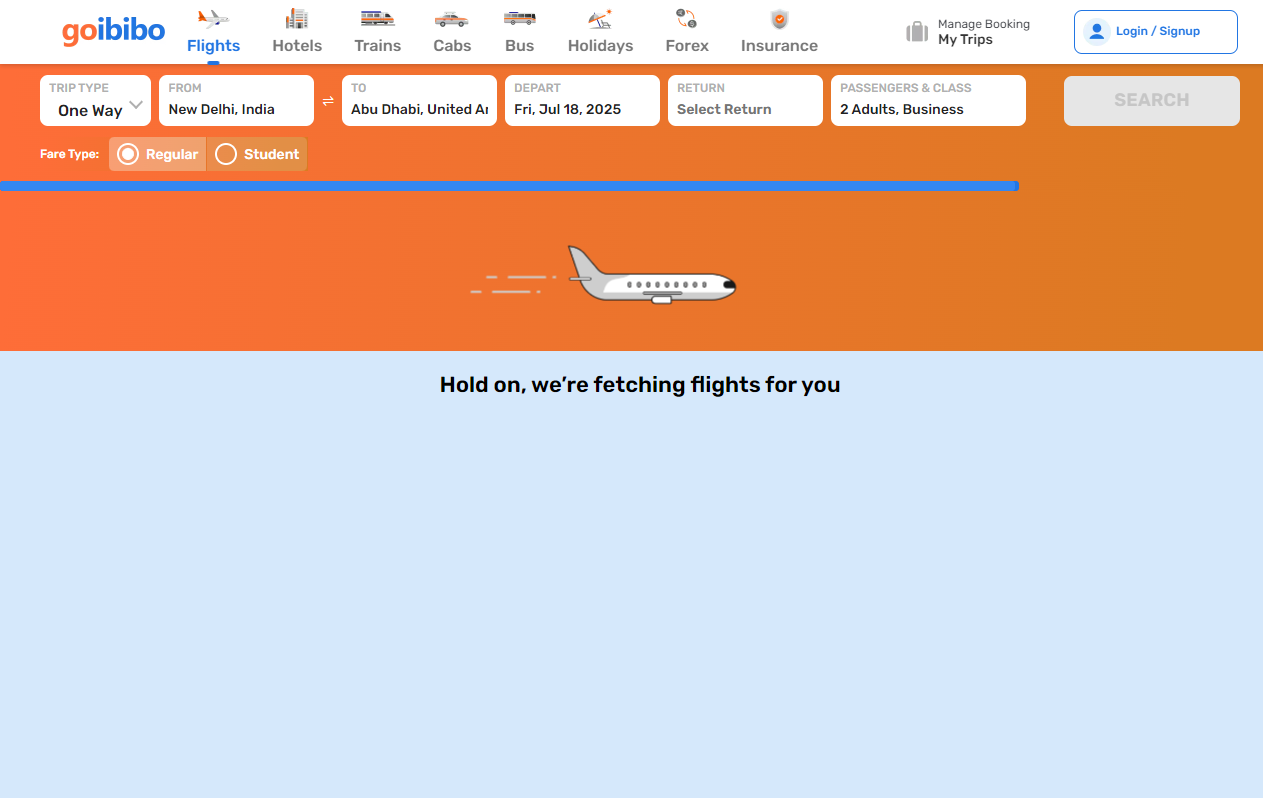 goibibo
Flights
Hotels
Trains
Cabs
Bus
Holidays
Forex
Insurance
Manage Booking
My Trips
Login / Signup
TRIP TYPE
One Way
FROM
New Delhi, India
TO
Abu Dhabi, United Ar
DEPART
Fri, Jul 18, 2025
RETURN
Select Return
PASSENGERS & CLASS
2 Adults, Business
SEARCH
Fare Type:
Regular
Student
Hold on, we’re fetching flights for you